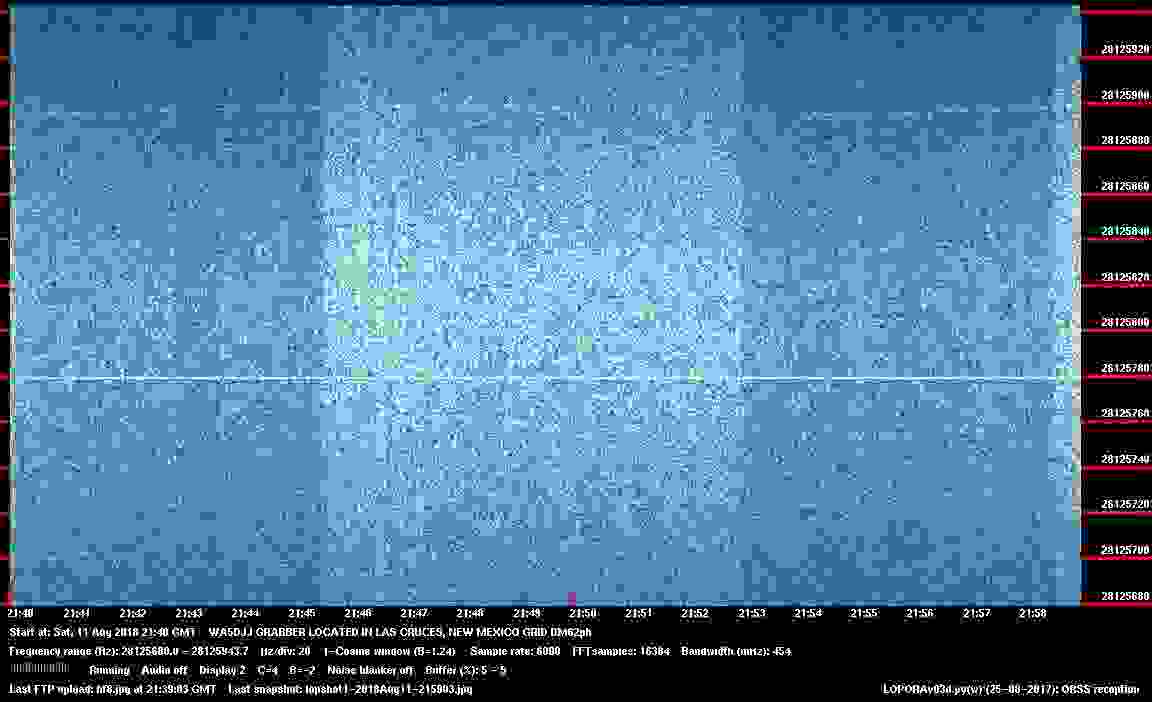 28125920
28125900
28125880
28125860
28125840
28125820
28125800
28125780
28125760
28125740
28125720
28125700
28125680
21:40 21:41 21:42 21:43 21:44 21:45 21:46 21:47 21:48 21:49 21:50 21:51 21:52 21:53 21:54 21:55 21:56 21:57 21:58
Start at: Sat, 11 Aug 2018 21:40 GMT WA5DJJ GRABBER LOCATED IN LAS CRUCES, NEW MEXICO GRID DM62ph
Frequency range (Hz): 28125680.0 - 28125943.7 Hz/div: 20 T-Cosine window (B=1.24) Sample rate: 6000 FFTsamples: 16384 Bandwidth (mHz): 454
Running Audio off Display 2 C=4 B=-2 Noise blanker off Buffer (%): 5 - 5
Last FTP upload: hf6.jpg at 21:39:05 GMT Last snapshot: lopshot1-2018Aug11-215903.jpg
LOPORAv03d.py(w) (25-08-2017): QRSS reception